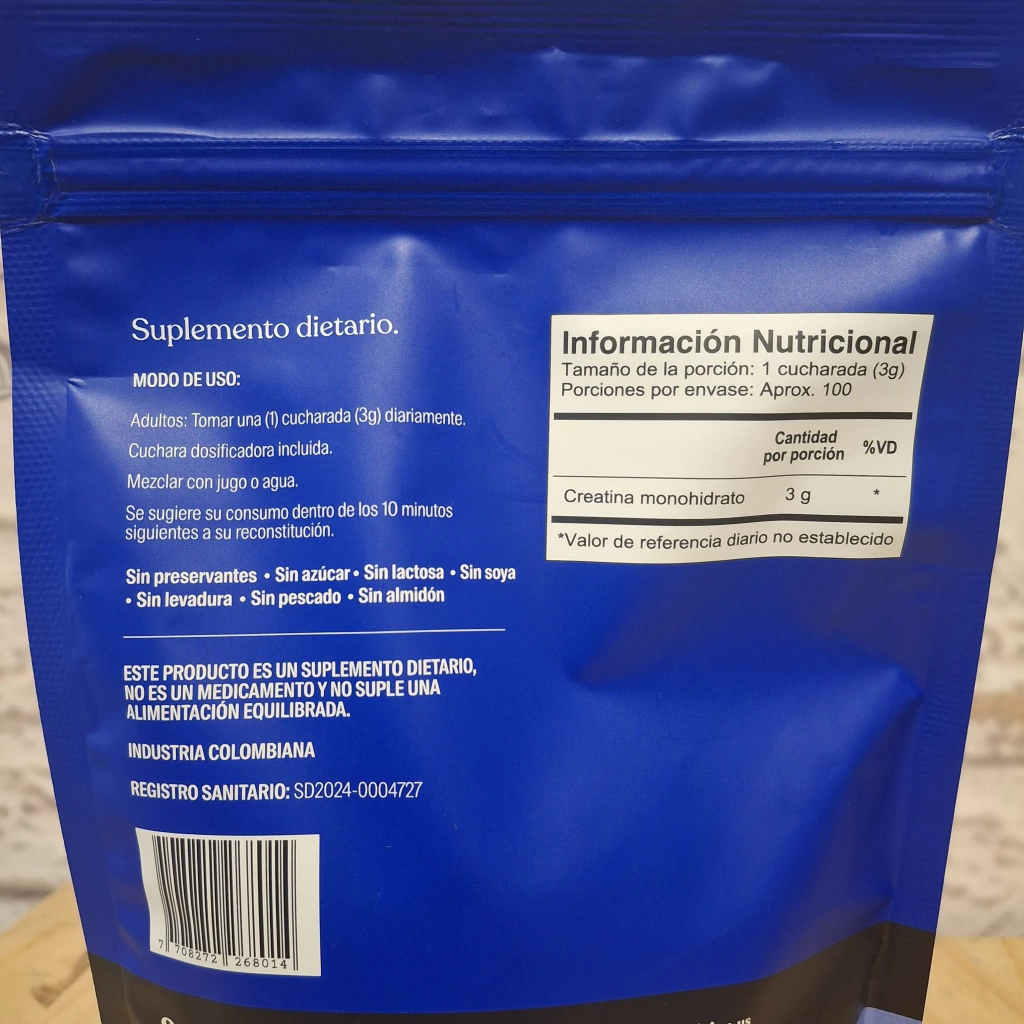 Suplemento dietario.
MODO DE USO:
Adultos: Tomar una (1) cucharada (3g) diariamente.
Cuchara dosificadora incluida.
Mezclar con jugo o agua.
Se sugiere su consumo dentro de los 10 minutos
siguientes a su reconstitución.
Sin preservantes • Sin azúcar • Sin lactosa • Sin soya
• Sin levadura • Sin pescado • Sin almidón
ESTE PRODUCTO ES UN SUPLEMENTO DIETARIO,
NO ES UN MEDICAMENTO Y NO SUPLE UNA
ALIMENTACIÓN EQUILIBRADA.
INDUSTRIA COLOMBIANA
REGISTRO SANITARIO: SD2024-0004727
7 708272 268014
Información Nutricional
Tamaño de la porción: 1 cucharada (3g)
Porciones por envase: Aprox. 100
Cantidad
por porción %VD
Creatina monohidrato 3 g *
*Valor de referencia diario no establecido